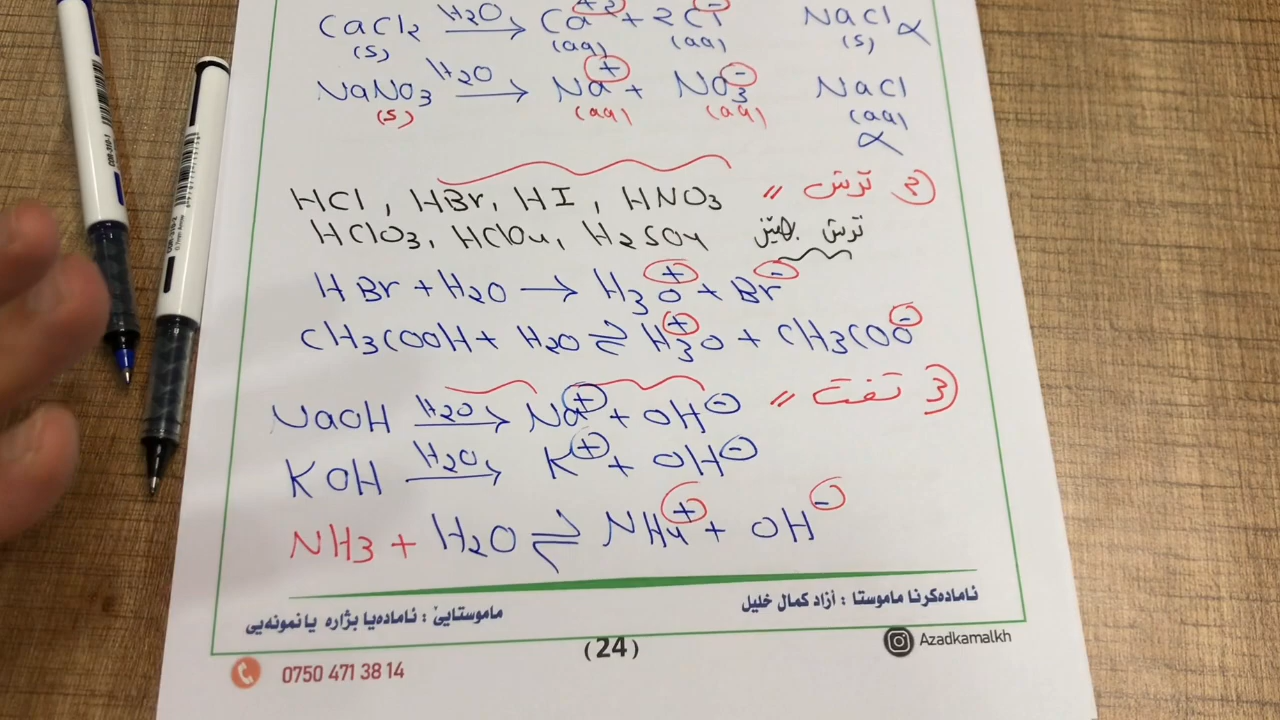 CaCl2 H2O → Ca+2 + 2Cl-
(s) (aq) (aq)
NaCl (s) ∝
NaNO3 H2O → Na+ + No3-
(s) (aq) (aq)
NaCl (aq) ∝
2) ترش //
HCl , HBr, HI , HNO3
ترش بهێز
HClO3, HClO4, H2SO4
HBr + H2O → H3O+ + Br-
CH3COOH + H2O ⇌ H3O+ + CH3COO-
3) تفت //
NaOH H2O → Na+ + OH-
KOH H2O → K+ + OH-
NH3 + H2O ⇌ NH4+ + OH-
ئامادەکرنا ماموستا : ئازاد کمال خلیل
ماموستایێ : ئامادەیا بژارە یا نمونەیی
(24)
Azadkamalkh
0750 471 38 14